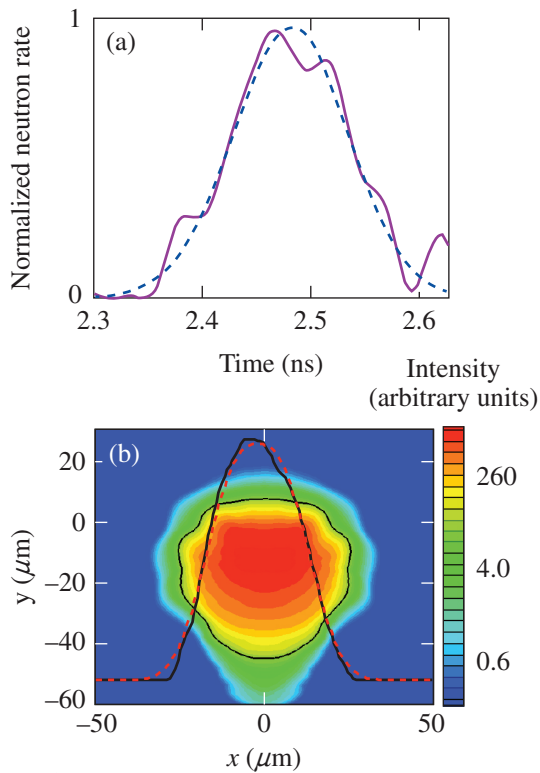 1
(a)
Normalized neutron rate
0
2.3 2.4 2.5 2.6
Time (ns)
Intensity
(arbitrary units)
(b)
20
0
−20
−40
−60
y (μm)
260
4.0
0.6
−50 0 50
x (μm)